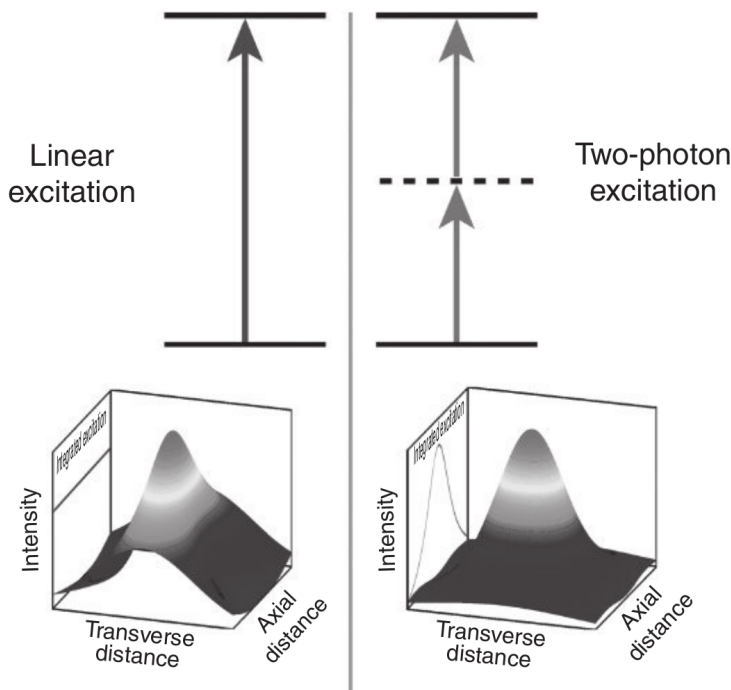 Linear
excitation
Two-photon
excitation
Integrated excitation
Intensity
Transverse
distance
Axial
distance
Integrated excitation
Intensity
Transverse
distance
Axial
distance